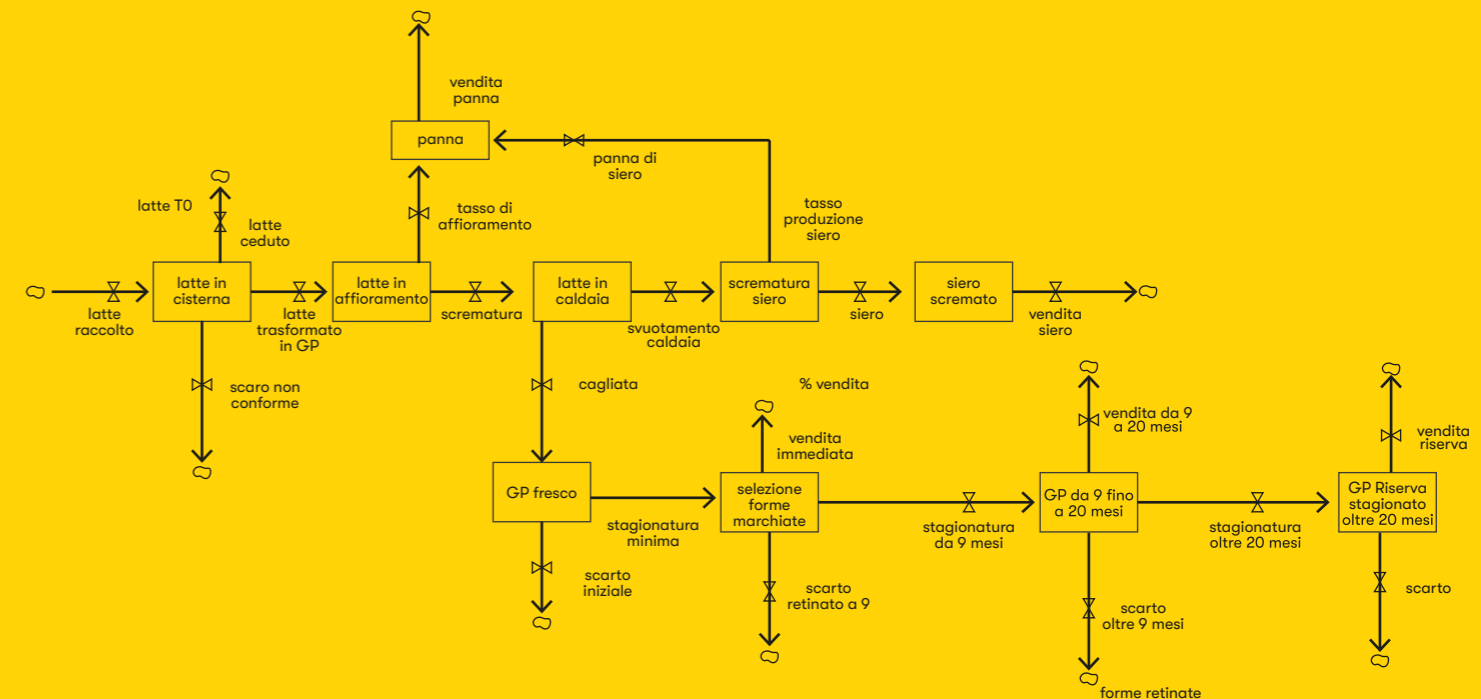 vendita
panna
panna
panna di
siero
latte T0
latte
ceduto
tasso di
affioramento
tasso
produzione
siero
latte
raccolto
latte in
cisterna
latte
trasformato
in GP
latte in
affioramento
scrematura
latte in
caldaia
svuotamento
caldaia
scrematura
siero
siero
siero
scremato
vendita
siero
scaro non
conforme
cagliata
% vendita
vendita
immediata
vendita da 9
a 20 mesi
vendita
riserva
GP fresco
stagionatura
minima
selezione
forme
marchiate
stagionatura
da 9 mesi
GP da 9 fino
a 20 mesi
stagionatura
oltre 20 mesi
GP Riserva
stagionato
oltre 20 mesi
scarto
iniziale
scarto
retinato a 9
scarto
oltre 9 mesi
scarto
forme retinate